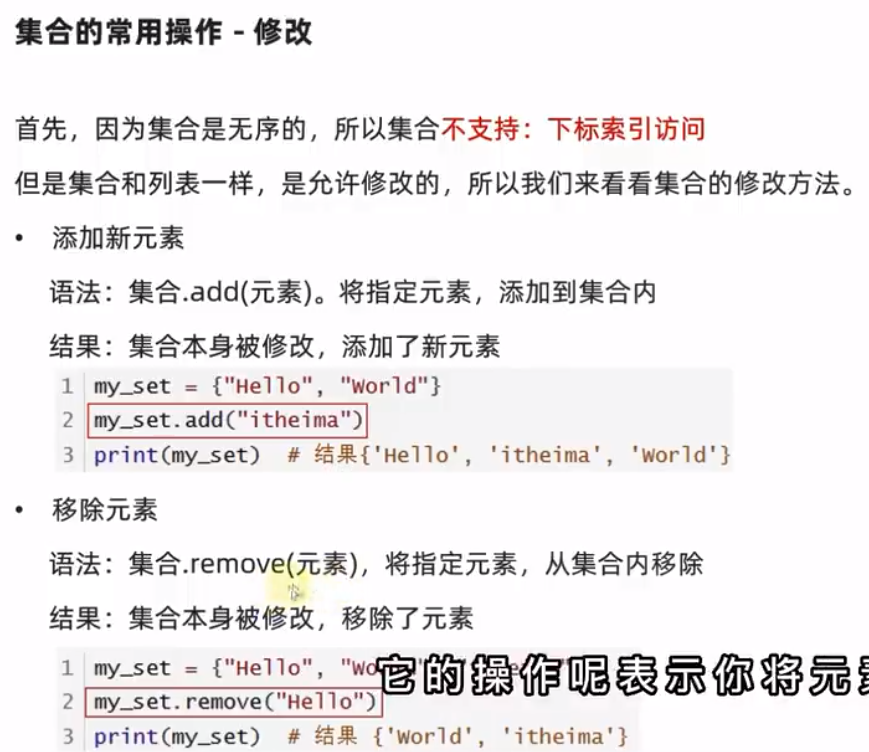 集合的常用操作 - 修改
首先，因为集合是无序的，所以集合不支持：下标索引访问
但是集合和列表一样，是允许修改的，所以我们来看看集合的修改方法。
• 添加新元素
语法：集合.add(元素)。将指定元素，添加到集合内
结果：集合本身被修改，添加了新元素
1 my_set = {"Hello", "World"}
2 my_set.add("itheima")
3 print(my_set) # 结果{'Hello', 'itheima', 'World'}
• 移除元素
语法：集合.remove(元素)，将指定元素，从集合内移除
结果：集合本身被修改，移除了元素
1 my_set = {"Hello", "Wo
它的操作呢表示你将元素
2 my_set.remove("Hello")
3 print(my_set) # 结果 {'World', 'itheima'}